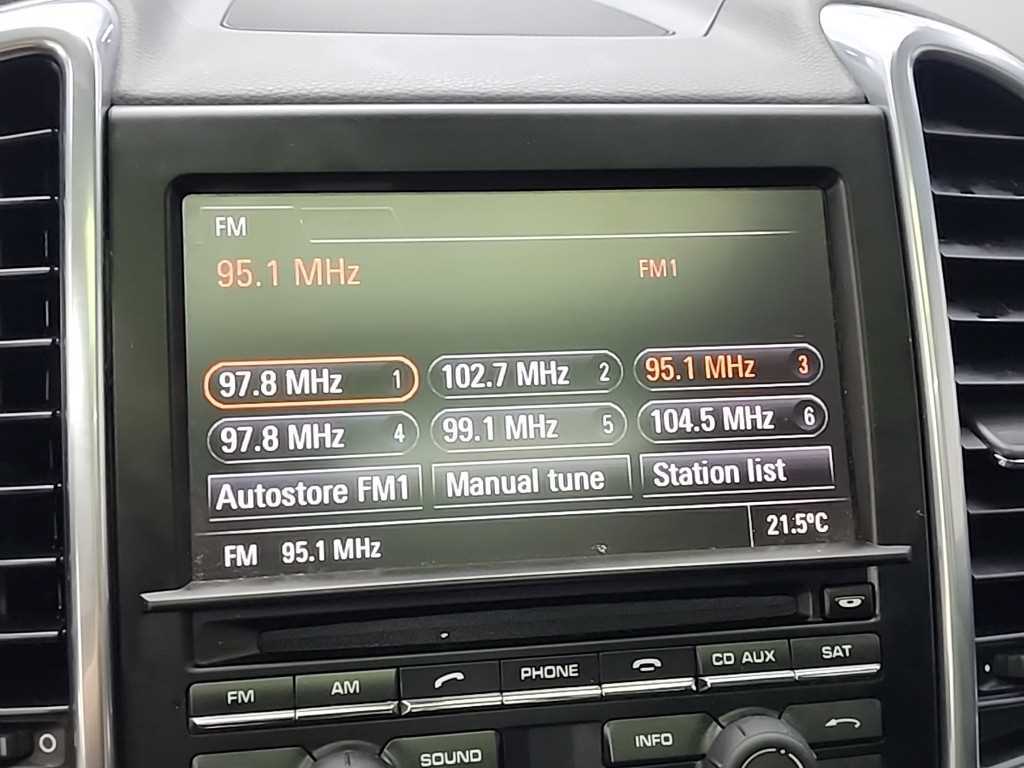 FM
95.1 MHz FM1
97.8 MHz 1 102.7 MHz 2 95.1 MHz 3
97.8 MHz 4 99.1 MHz 5 104.5 MHz 6
Autostore FM1 Manual tune Station list
FM 95.1 MHz 21.5ºC
FM AM PHONE CD AUX SAT
SOUND INFO